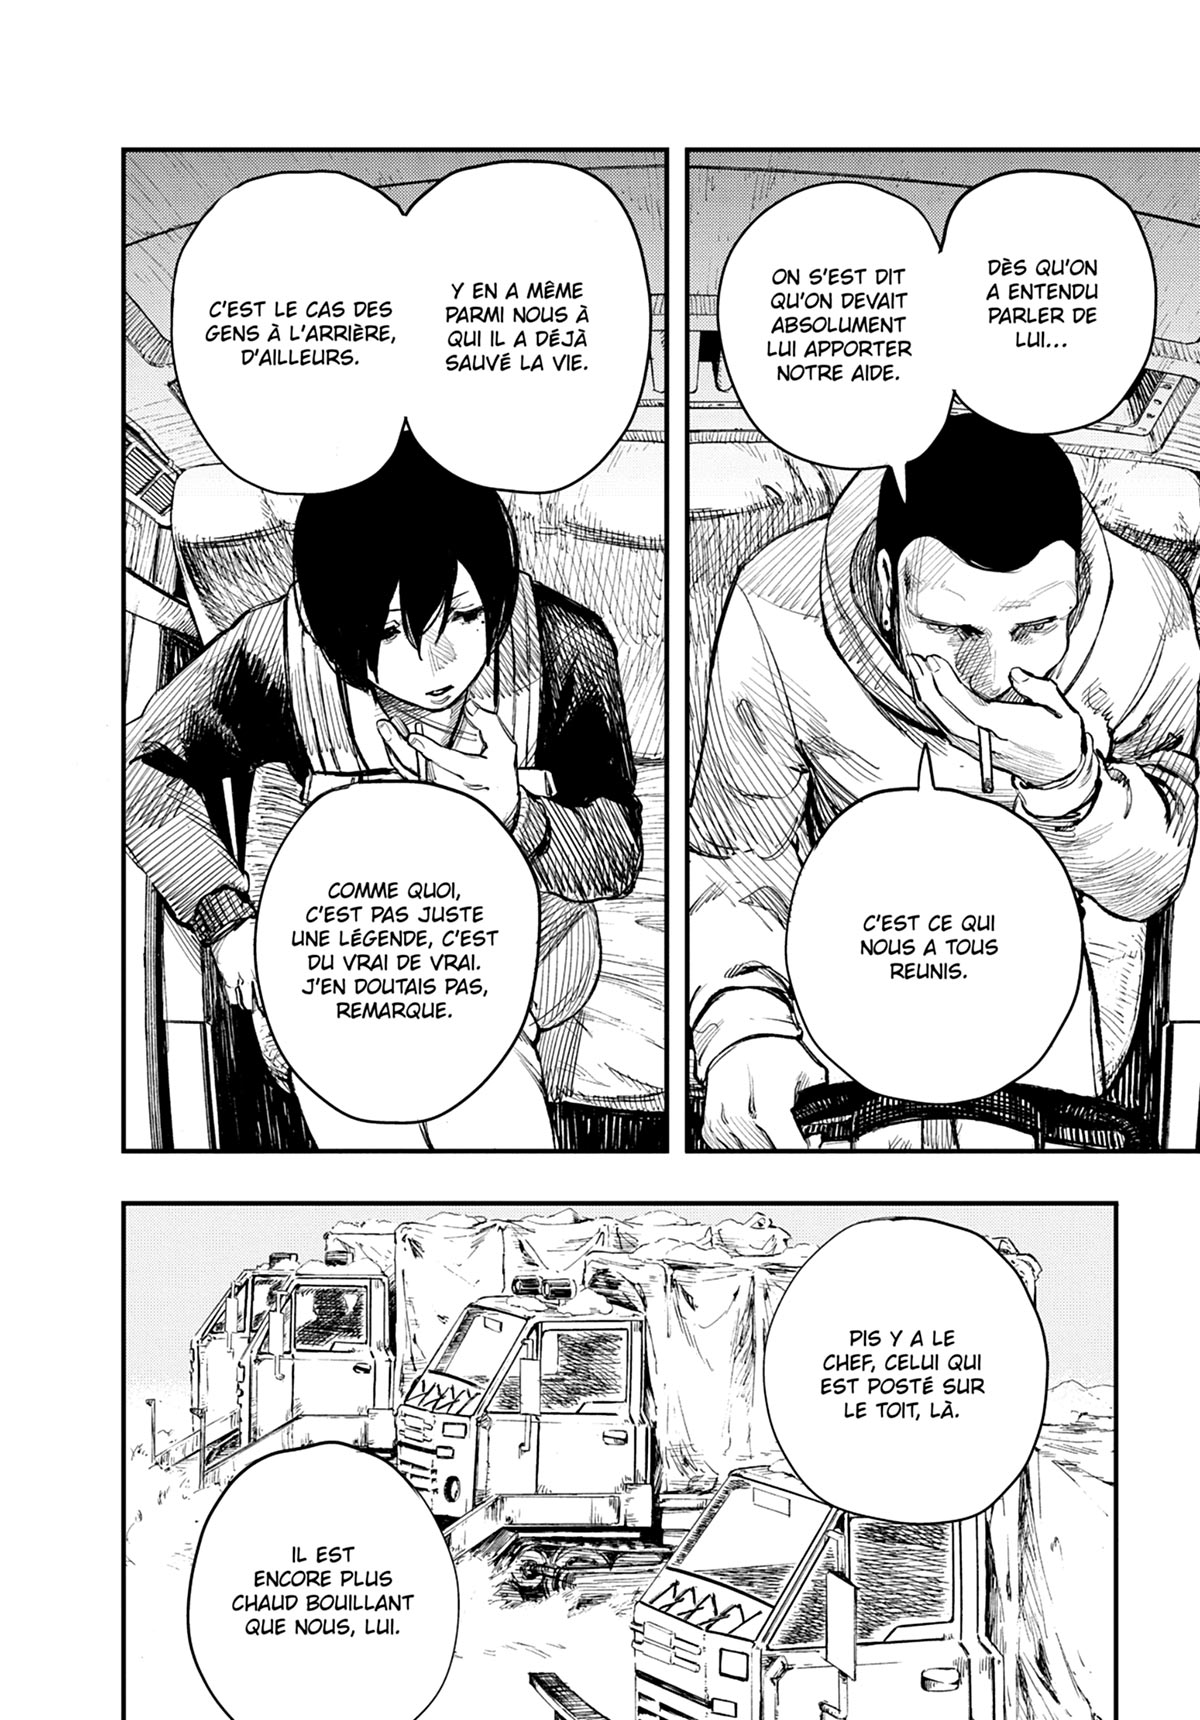 DÈS QU'ON
A ENTENDU
PARLER DE
LUI...
ON S'EST DIT
QU'ON DEVAIT
ABSOLUMENT
LUI APPORTER
NOTRE AIDE.
C'EST CE QUI
NOUS A TOUS
REUNIS.
Y EN A MÊME
PARMI NOUS À
QUI IL A DÉJÀ
SAUVÉ LA VIE.
C'EST LE CAS DES
GENS À L'ARRIÈRE,
D'AILLEURS.
COMME QUOI,
C'EST PAS JUSTE
UNE LÉGENDE, C'EST
DU VRAI DE VRAI.
J'EN DOUTAIS PAS,
REMARQUE.
PIS Y A LE
CHEF, CELUI QUI
EST POSTÉ SUR
LE TOIT, LÀ.
IL EST
ENCORE PLUS
CHAUD BOUILLANT
QUE NOUS, LUI.